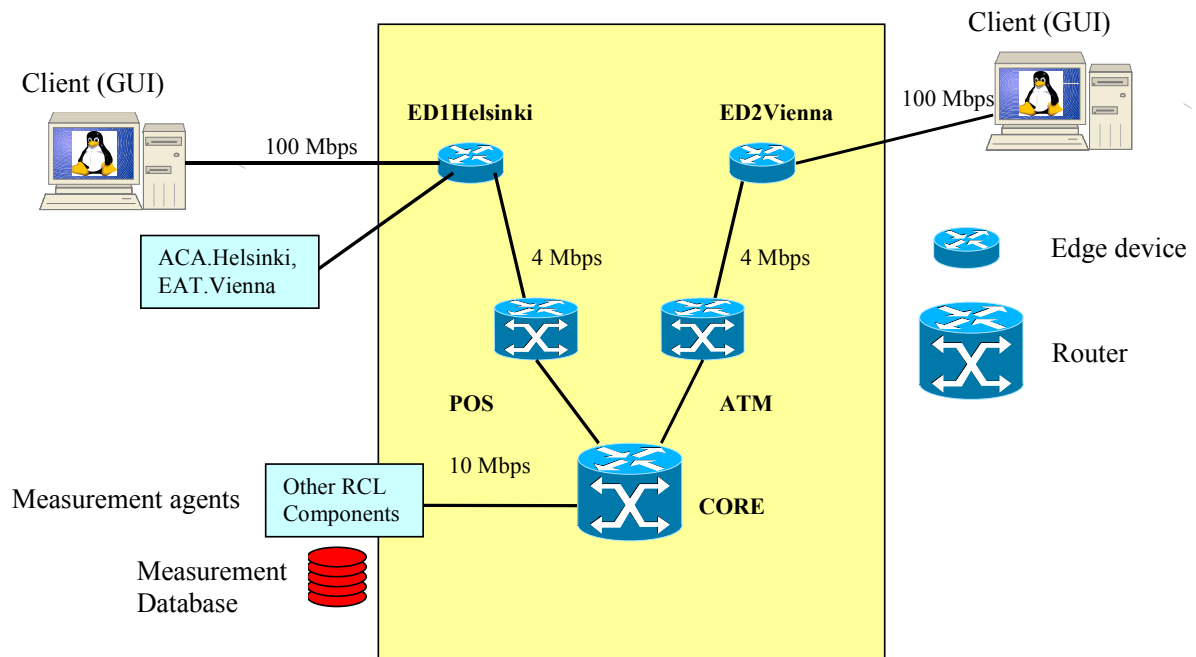 Client (GUI)
Client (GUI)
ED1Helsinki
ED2Vienna
100 Mbps
100 Mbps
ACA.Helsinki,
EAT.Vienna
4 Mbps
4 Mbps
Edge device
Router
POS
ATM
10 Mbps
Measurement agents
Other RCL
Components
CORE
Measurement
Database